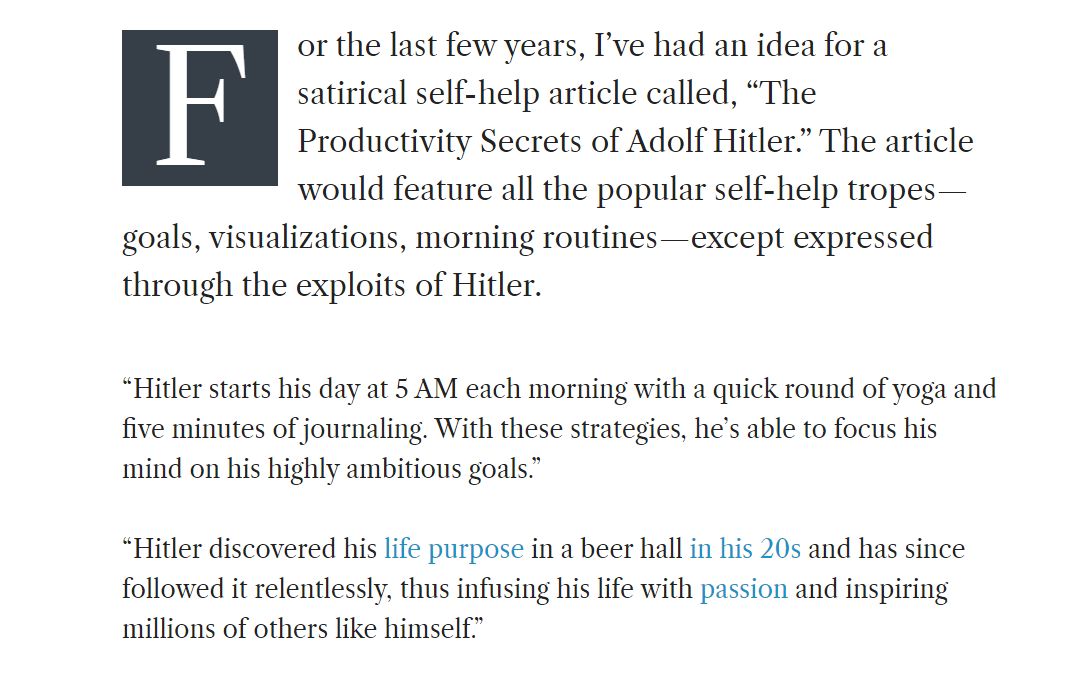 For the last few years, I’ve had an idea for a
satirical self-help article called, “The
Productivity Secrets of Adolf Hitler.” The article
would feature all the popular self-help tropes—
goals, visualizations, morning routines—except expressed
through the exploits of Hitler.
“Hitler starts his day at 5 AM each morning with a quick round of yoga and
five minutes of journaling. With these strategies, he’s able to focus his
mind on his highly ambitious goals.”
“Hitler discovered his life purpose in a beer hall in his 20s and has since
followed it relentlessly, thus infusing his life with passion and inspiring
millions of others like himself.”